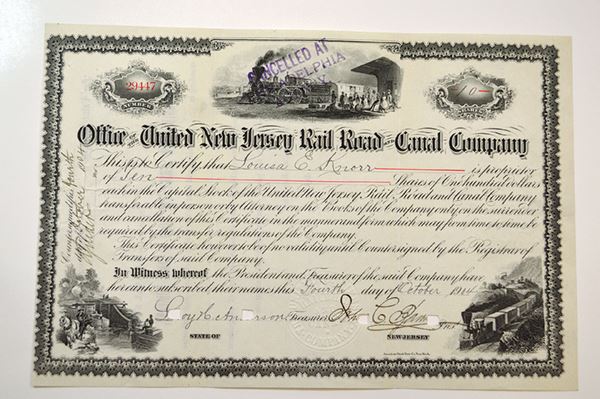 CANCELLED AT
PHILADELPHIA
29447
NUMBER
10
SHARES
Office of the United New Jersey Rail Road and Canal Company
This is to Certify, that Louisa E. Knorr is proprietor
of Ten Shares of One hundred dollars
each in the Capital Stock of the United New Jersey Rail Road and Canal Company
transferable in person or by Attorney on the Books of the Company only on the surrender
and cancellation of this Certificate in the manner and form which may from time to time be
required by the transfer regulations of the Company.
This Certificate however to be of no validity until Countersigned by the Registrar of
Transfers of said Company.
In Witness whereof the President and Treasurer of the said Company have
hereunto subscribed their names this Fourth day of October
Treasurer
STATE OF NEW JERSEY